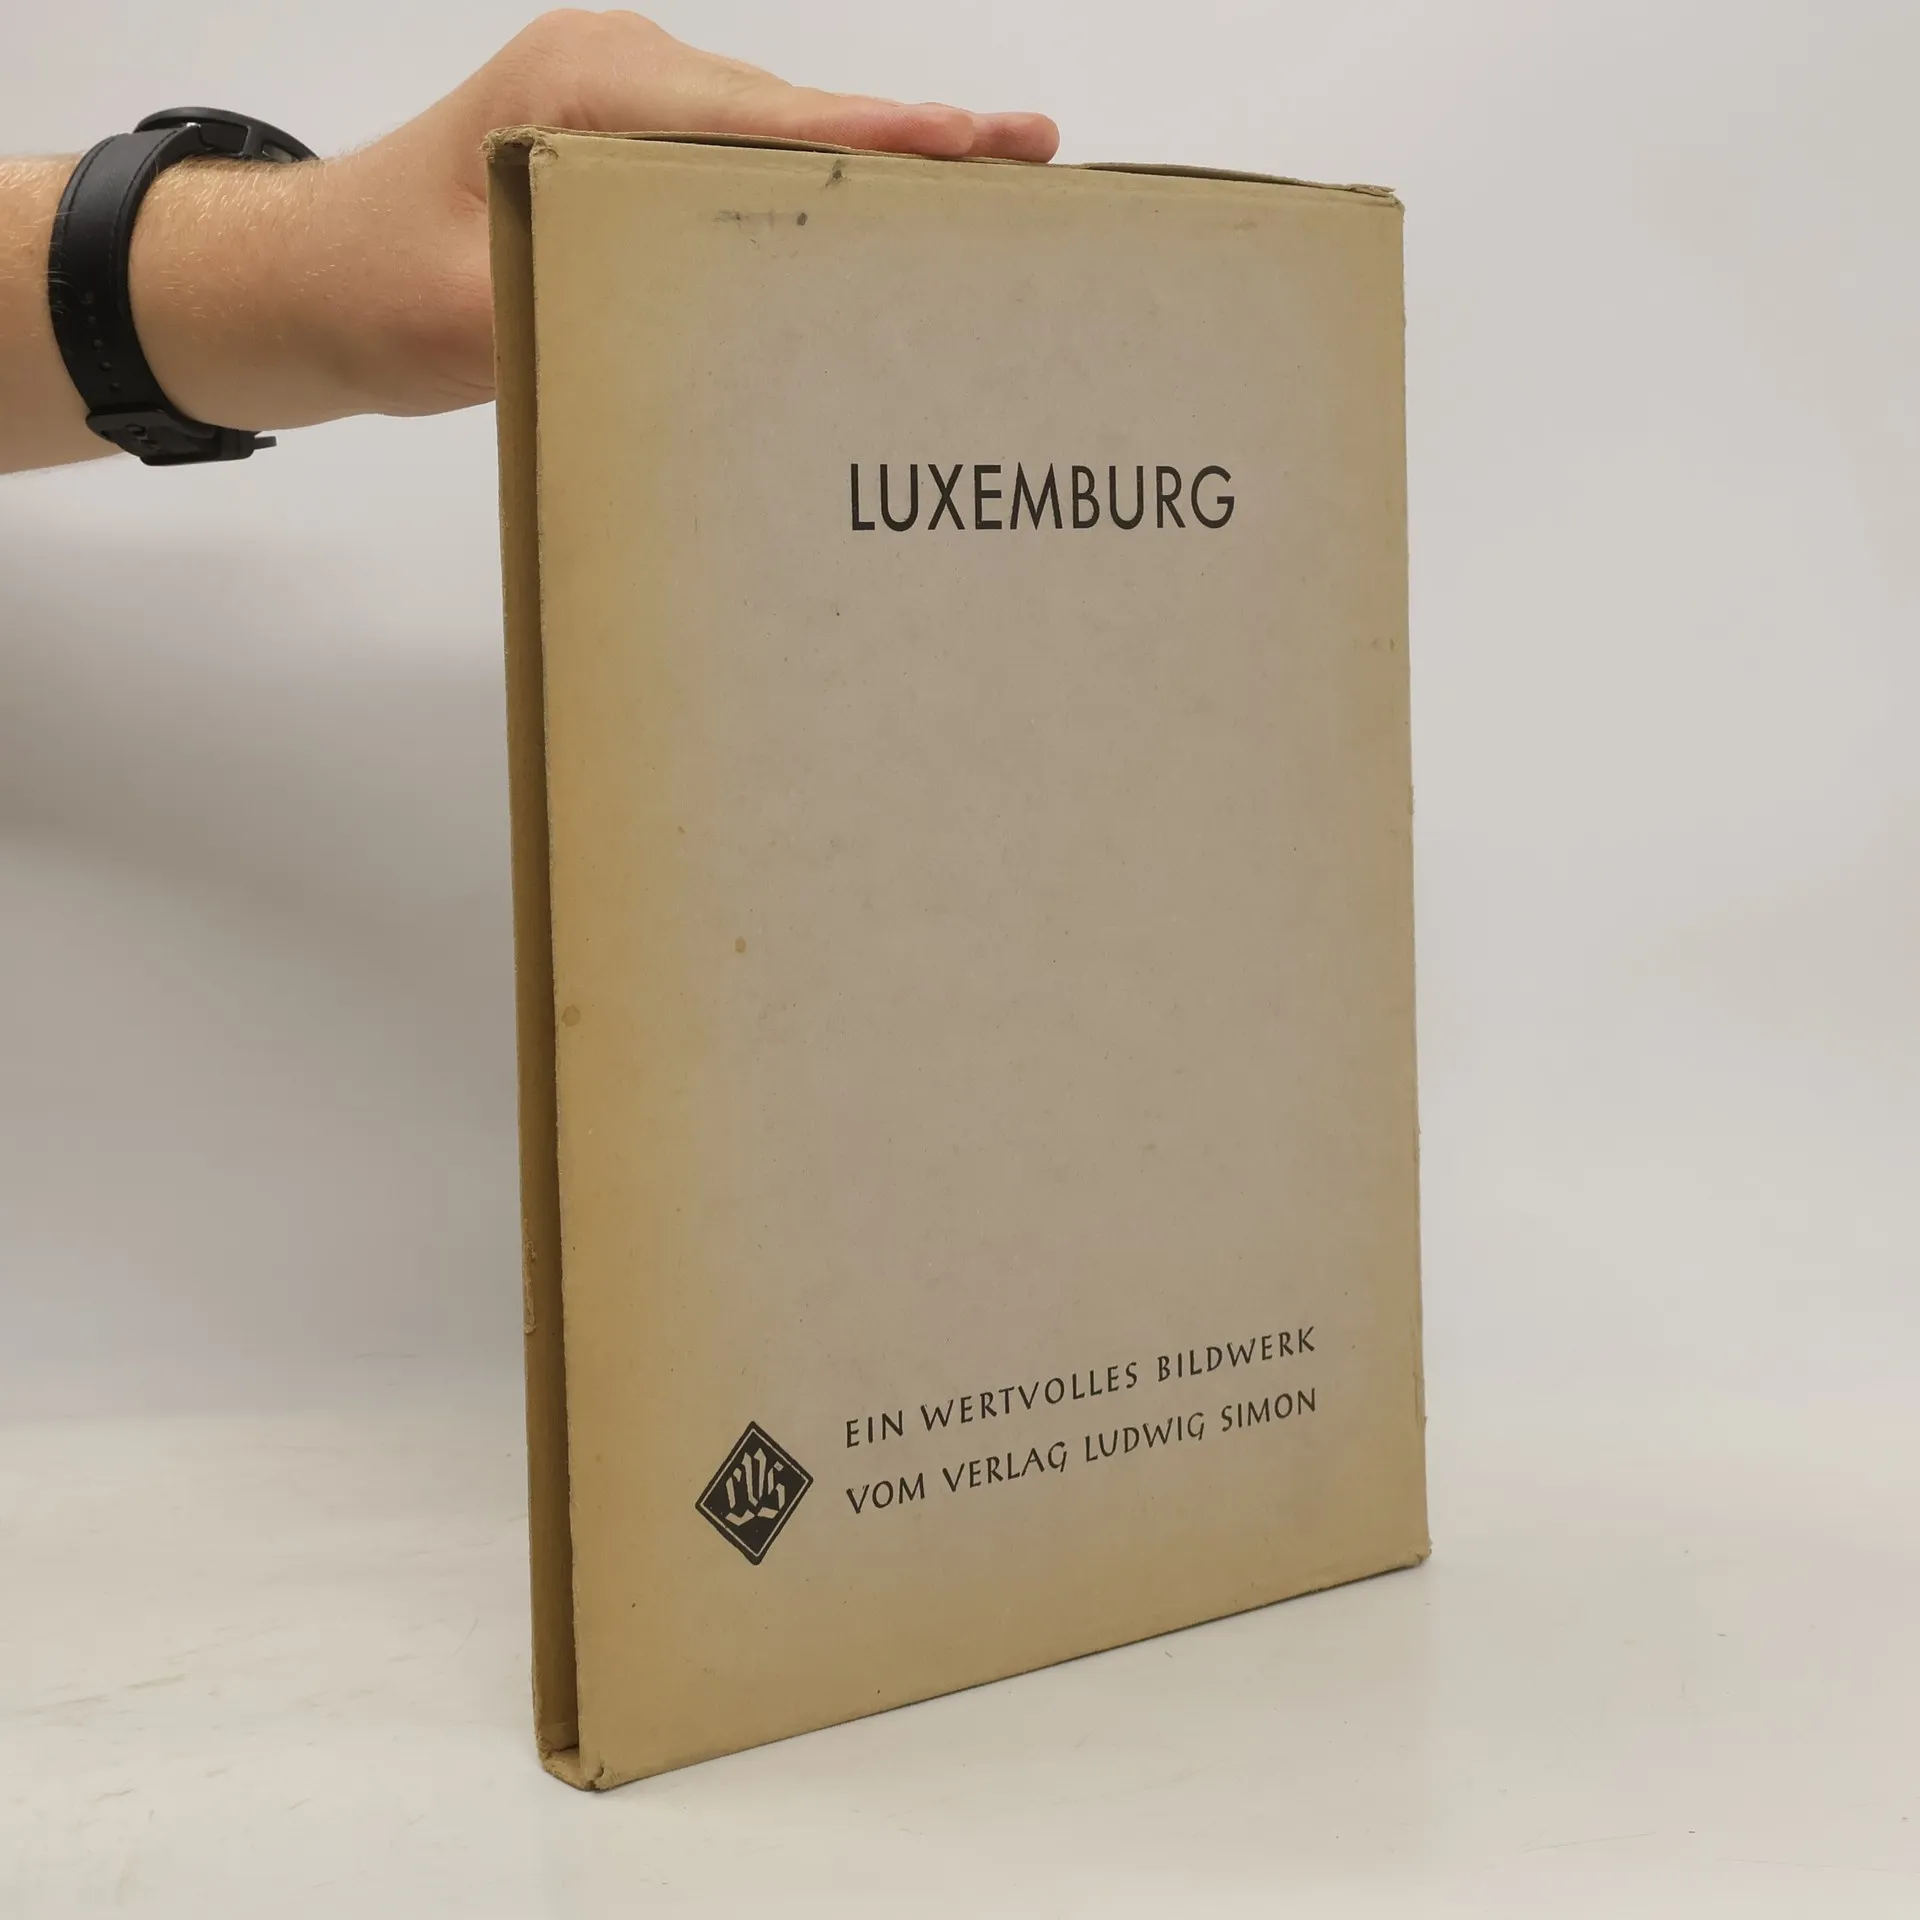 LUXEMBURG
EIN WERTVOLLES BILDWERK
VOM VERLAG LUDWIG SIMON